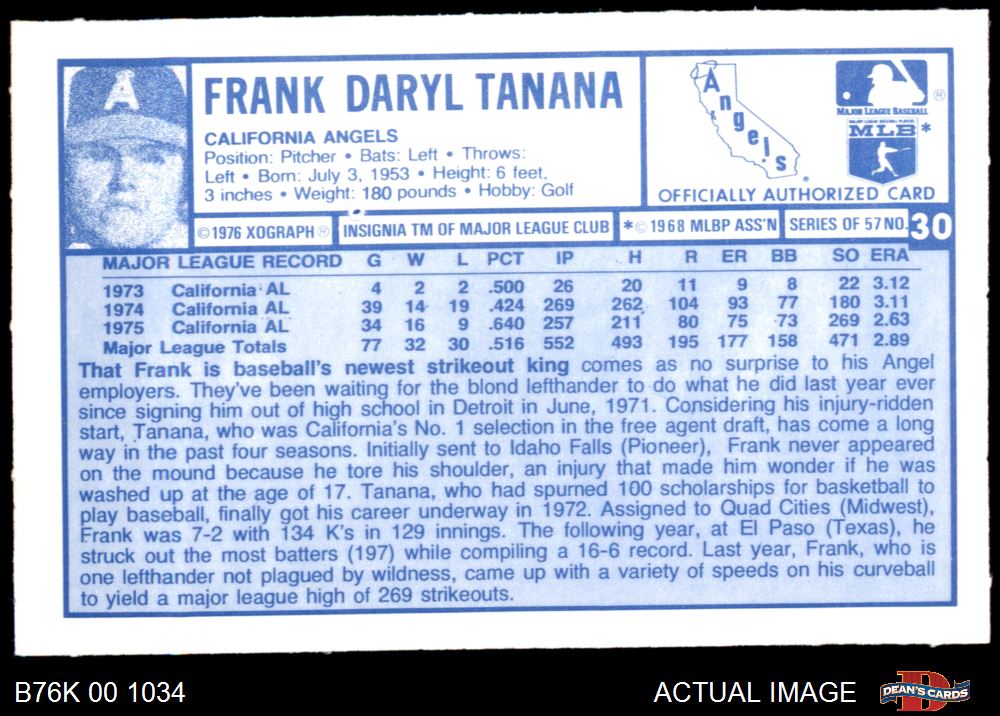 A
FRANK DARYL TANANA
CALIFORNIA ANGELS
Position: Pitcher • Bats: Left • Throws:
Left • Born: July 3, 1953 • Height: 6 feet,
3 inches • Weight: 180 pounds • Hobby: Golf
Angels
®
MAJOR LEAGUE BASEBALL
MAJOR LEAGUE BASEBALL PLAYERS
MLB*
OFFICIALLY AUTHORIZED CARD
©1976 XOGRAPH® INSIGNIA TM OF MAJOR LEAGUE CLUB *©1968 MLBP ASS'N SERIES OF 57 NO. 30
MAJOR LEAGUE RECORD G W L PCT IP H R ER BB SO ERA
1973 California AL 4 2 2 .500 26 20 11 9 8 22 3.12
1974 California AL 39 14 19 .424 269 262 104 93 77 180 3.11
1975 California AL 34 16 9 .640 257 211 80 75 73 269 2.63
Major League Totals 77 32 30 .516 552 493 195 177 158 471 2.89
That Frank is baseball's newest strikeout king comes as no surprise to his Angel
employers. They've been waiting for the blond lefthander to do what he did last year ever
since signing him out of high school in Detroit in June, 1971. Considering his injury-ridden
start, Tanana, who was California's No. 1 selection in the free agent draft, has come a long
way in the past four seasons. Initially sent to Idaho Falls (Pioneer), Frank never appeared
on the mound because he tore his shoulder, an injury that made him wonder if he was
washed up at the age of 17. Tanana, who had spurned 100 scholarships for basketball to
play baseball, finally got his career underway in 1972. Assigned to Quad Cities (Midwest),
Frank was 7-2 with 134 K's in 129 innings. The following year, at El Paso (Texas), he
struck out the most batters (197) while compiling a 16-6 record. Last year, Frank, who is
one lefthander not plagued by wildness, came up with a variety of speeds on his curveball
to yield a major league high of 269 strikeouts.
B76K 00 1034
ACTUAL IMAGE
D
DEAN'S CARDS